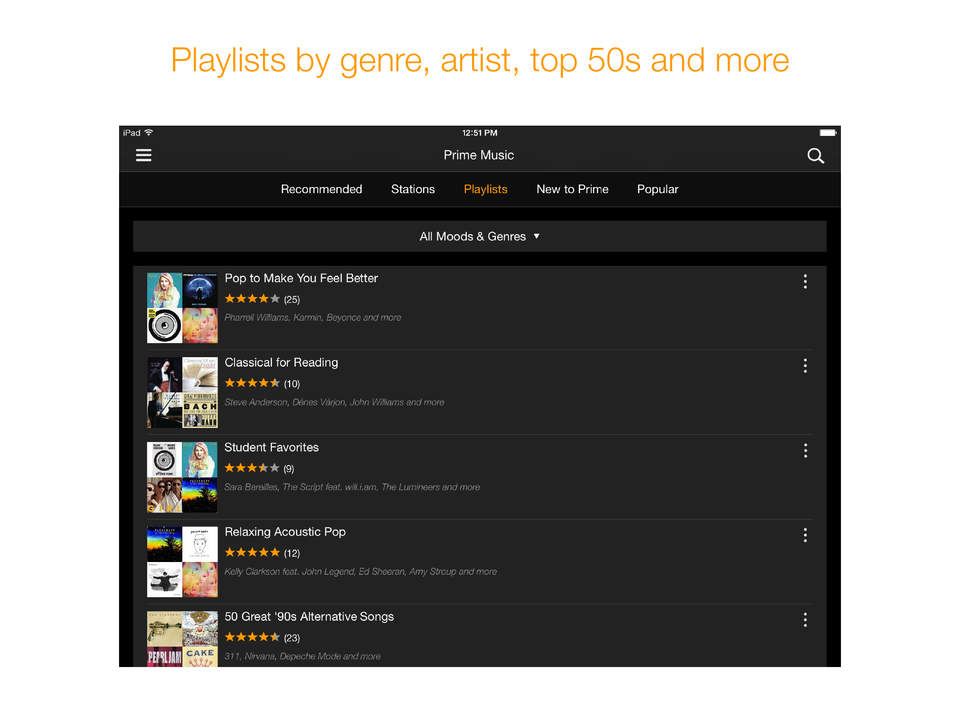 Playlists by genre, artist, top 50s and more
iPad 12:51 PM
Prime Music
Recommended Stations Playlists New to Prime Popular
All Moods & Genres
Pop to Make You Feel Better
(25)
Pharrell Williams, Karmin, Beyonce and more
Classical for Reading
(10)
Steve Anderson, Dénes Várjon, John Williams and more
BACH
Student Favorites
(9)
Sara Bareilles, The Script feat. will.i.am, The Lumineers and more
Relaxing Acoustic Pop
(12)
Kelly Clarkson feat. John Legend, Ed Sheeran, Amy Stroup and more
50 Great '90s Alternative Songs
(23)
311, Nirvana, Depeche Mode and more
PEARL JAM
CAKE